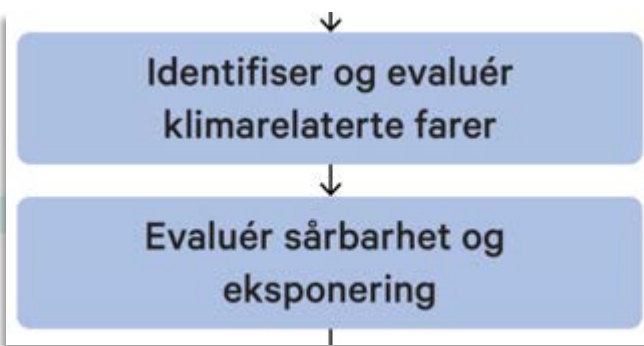 Identifiser og evaluér
klimarelaterte farer
Evaluér sårbarhet og
eksponering